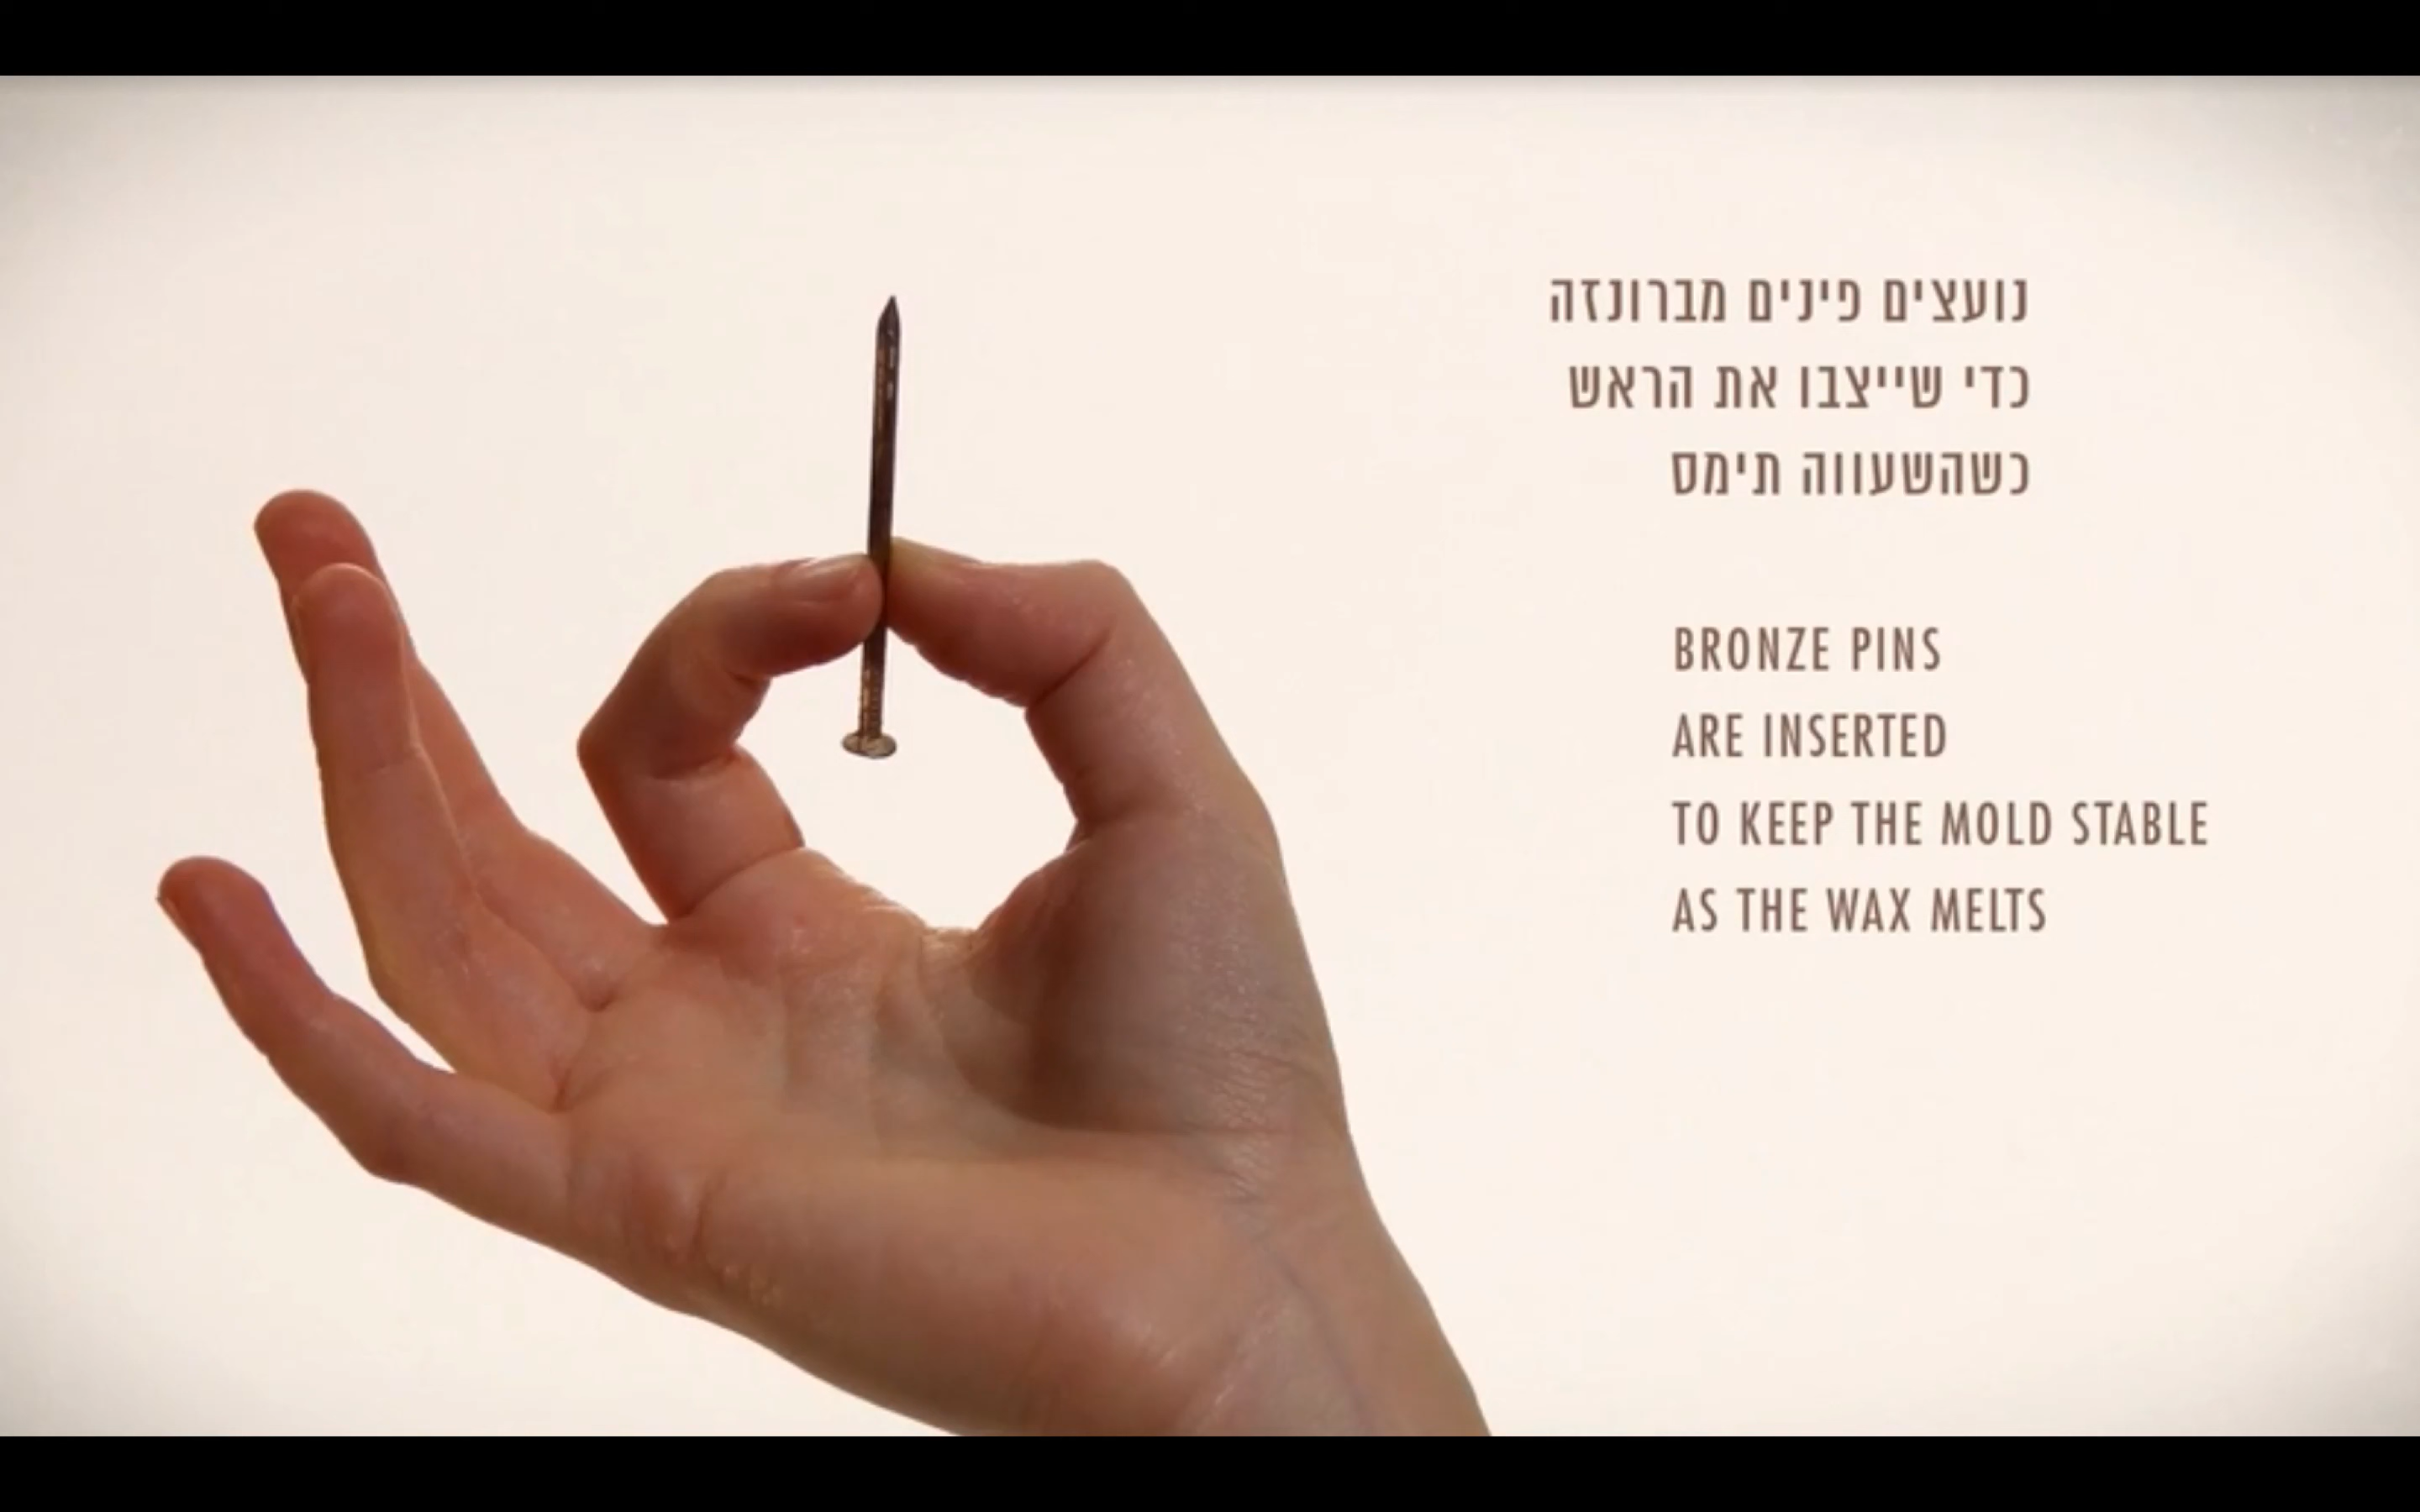 נועצים פינים מברונזה
כדי שייצבו את הראש
כשהשעווה תימס
BRONZE PINS
ARE INSERTED
TO KEEP THE MOLD STABLE
AS THE WAX MELTS